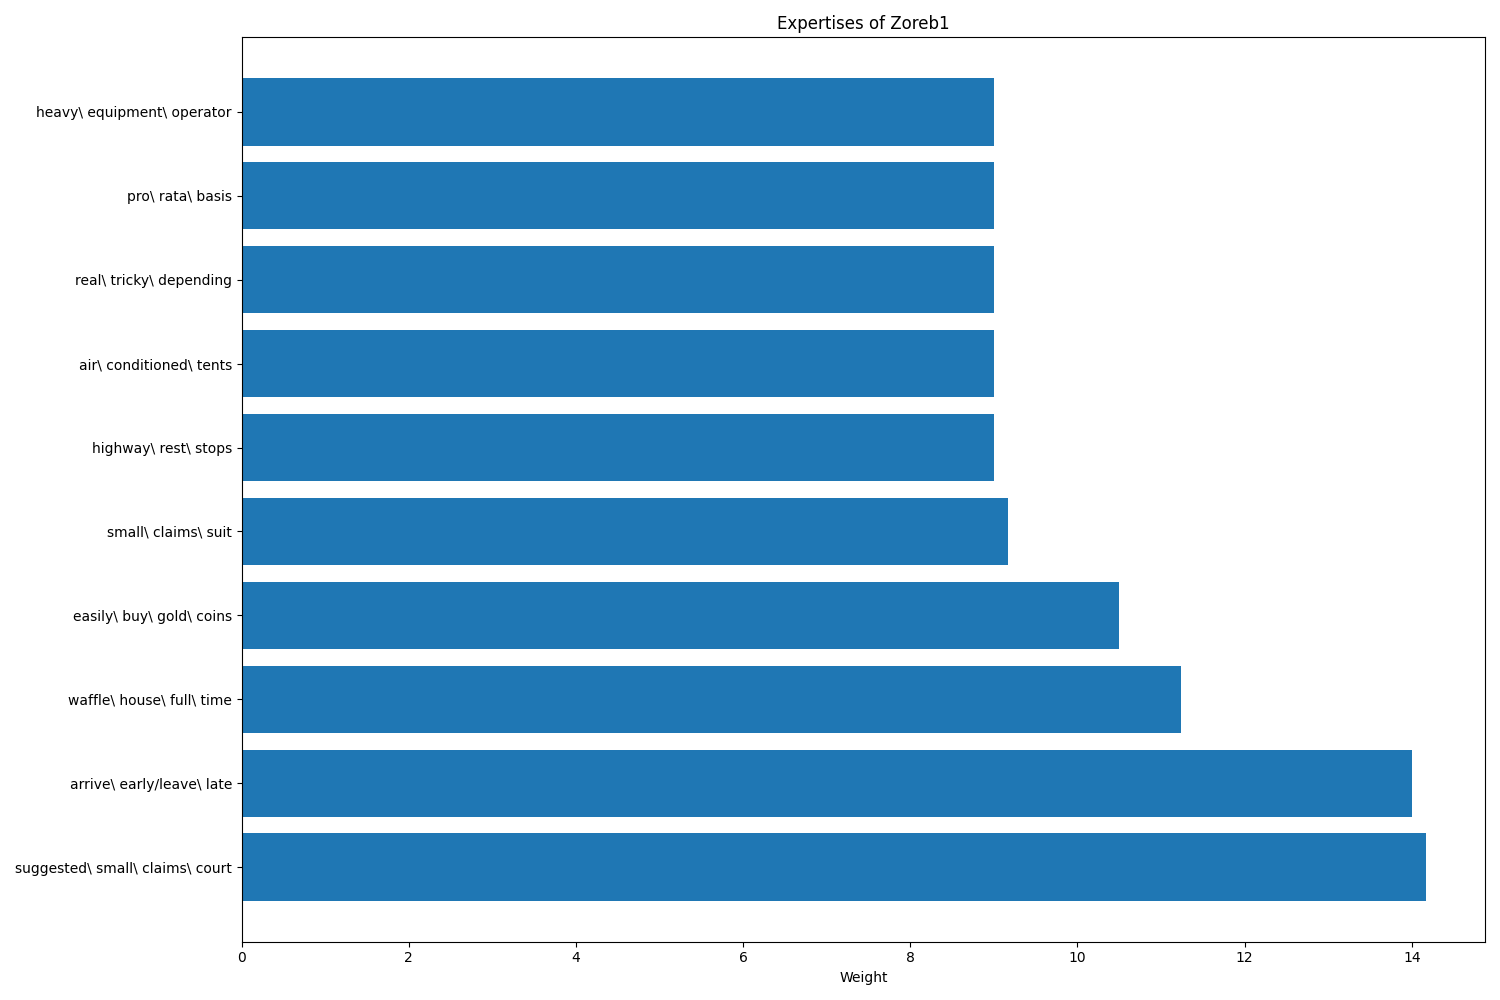 Expertises of Zoreb1
heavy\ equipment\ operator
pro\ rata\ basis
real\ tricky\ depending
air\ conditioned\ tents
highway\ rest\ stops
small\ claims\ suit
easily\ buy\ gold\ coins
waffle\ house\ full\ time
arrive\ early/leave\ late
suggested\ small\ claims\ court
0 2 4 6 8 10 12 14
Weight